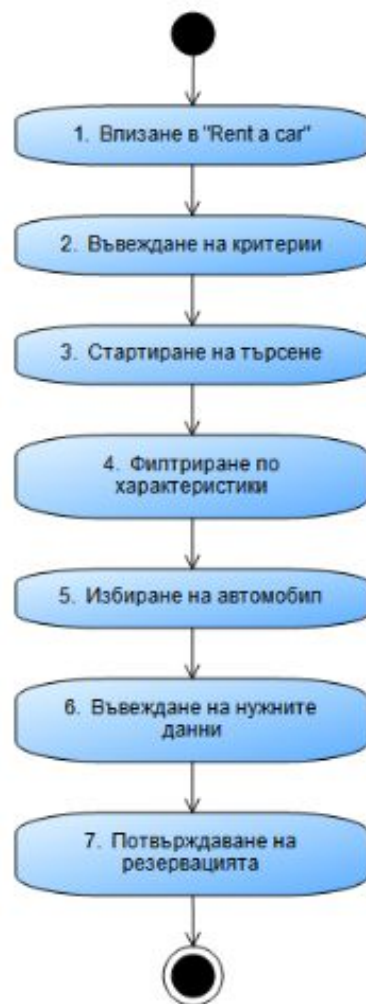 1. Влизане в "Rent a car"
2. Въвеждане на критерии
3. Стартиране на търсене
4. Филтриране по
характеристики
5. Избиране на автомобил
6. Въвеждане на нужните
данни
7. Потвърждаване на
резервацията